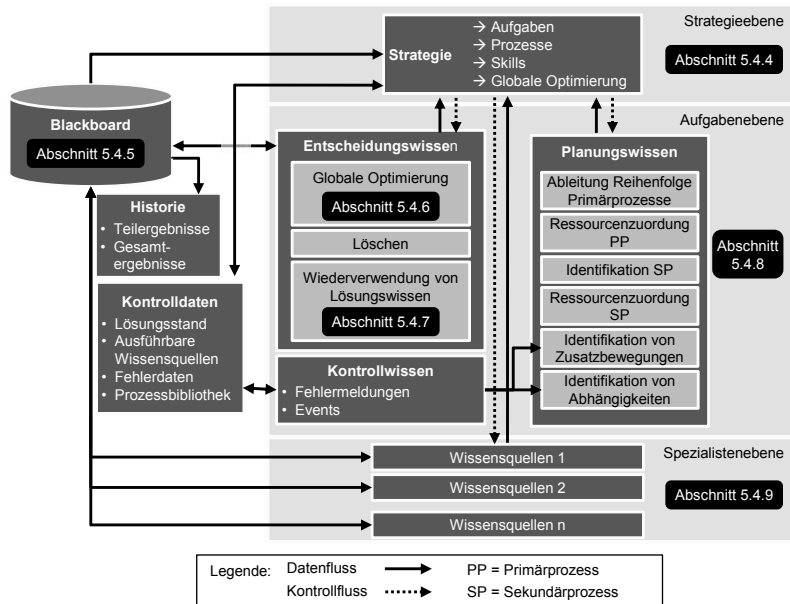 Strategieebene
Abschnitt 5.4.4
Strategie
→ Aufgaben
→ Prozesse
→ Skills
→ Globale Optimierung
Blackboard
Abschnitt 5.4.5
Historie
• Teilergebnisse
• Gesamt-
ergebnisse
Kontrolldaten
• Lösungsstand
• Ausführbare
Wissensquellen
• Fehlerdaten
• Prozessbibliothek
Aufgabenebene
Entscheidungswissen
Globale Optimierung
Abschnitt 5.4.6
Löschen
Wiederverwendung von
Lösungswissen
Abschnitt 5.4.7
Kontrollwissen
• Fehlermeldungen
• Events
Planungswissen
Ableitung Reihenfolge
Primärprozesse
Ressourcenzuordung
PP
Identifikation SP
Ressourcenzuordung
SP
Identifikation von
Zusatzbewegungen
Identifikation von
Abhängigkeiten
Abschnitt
5.4.8
Spezialistenebene
Abschnitt 5.4.9
Wissensquellen 1
Wissensquellen 2
Wissensquellen n
Legende:
Datenfluss
PP = Primärprozess
Kontrollfluss
SP = Sekundärprozess